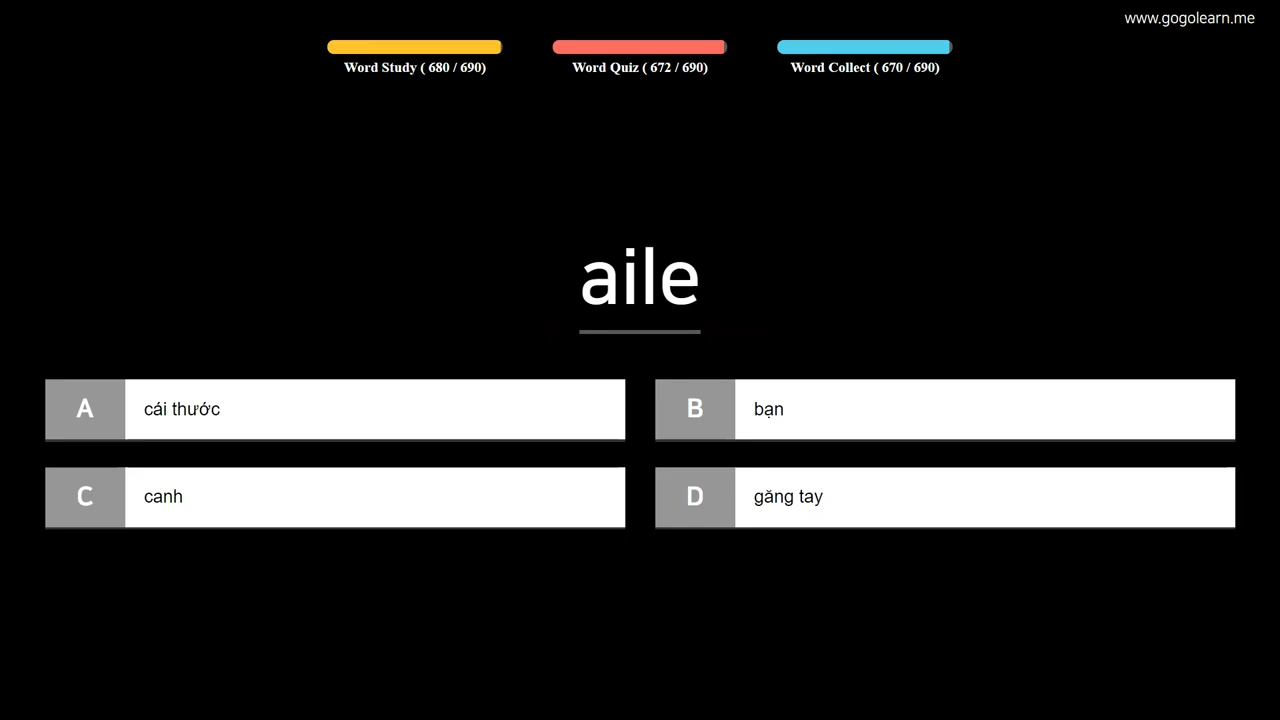 www.gogolearn.me
Word Study ( 680 / 690)
Word Quiz ( 672 / 690)
Word Collect ( 670 / 690)
aile
A cái thước
B bạn
C canh
D găng tay